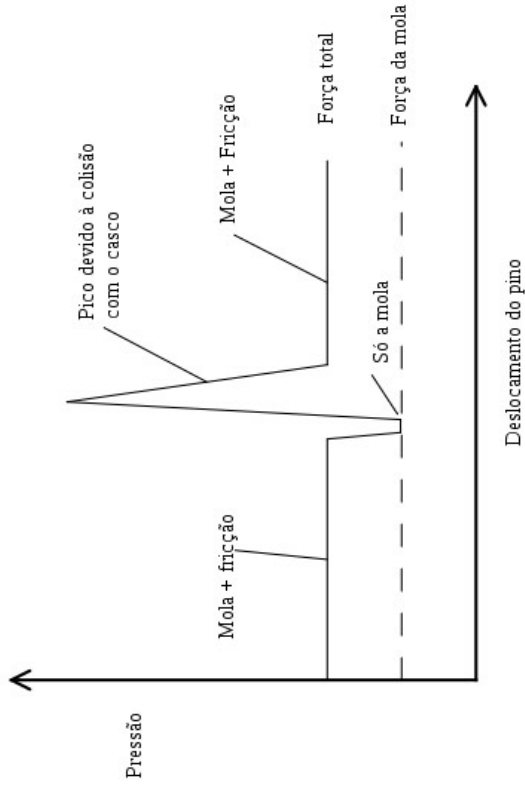 Pressão
Pico devido à colisão
com o casco
Mola + fricção
Mola + Fricção
Força total
Só a mola
Força da mola
Deslocamento do pino